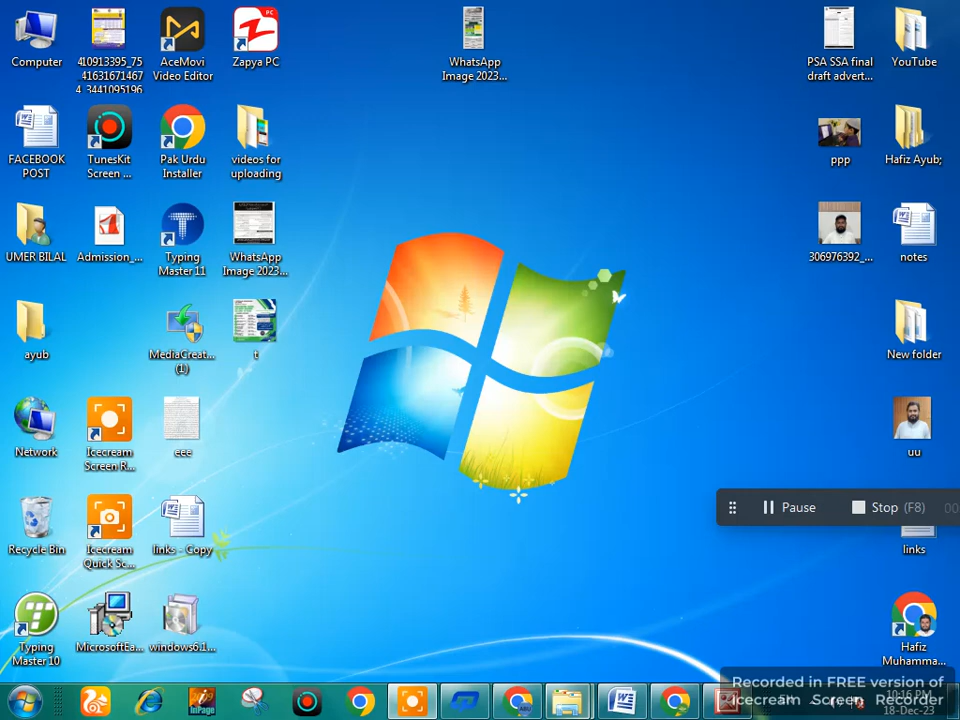 Computer
410913395_75
_41631671467
4_3441095196
AceMovi
Video Editor
Zapya PC
WhatsApp
Image 2023...
PSA SSA final
draft advert...
YouTube
FACEBOOK
POST
TunesKit
Screen ...
Pak Urdu
Installer
videos for
uploading
ppp
Hafiz Ayub;
UMER BILAL
Admission_...
Typing
Master 11
WhatsApp
Image 2023...
306976392_...
notes
ayub
MediaCreat...
(1)
t
New folder
Network
Icecream
Screen R...
eee
uu
Pause
Stop (F8)
00
Recycle Bin
Icecream
Quick Sc...
links - Copy
links
Typing
Master 10
MicrosoftEa...
windows6.1...
Hafiz
Muhamma...
Recorded in FREE version of
Icecream Screen Recorder
EN
10:16 PM
18-Dec-23
InPage